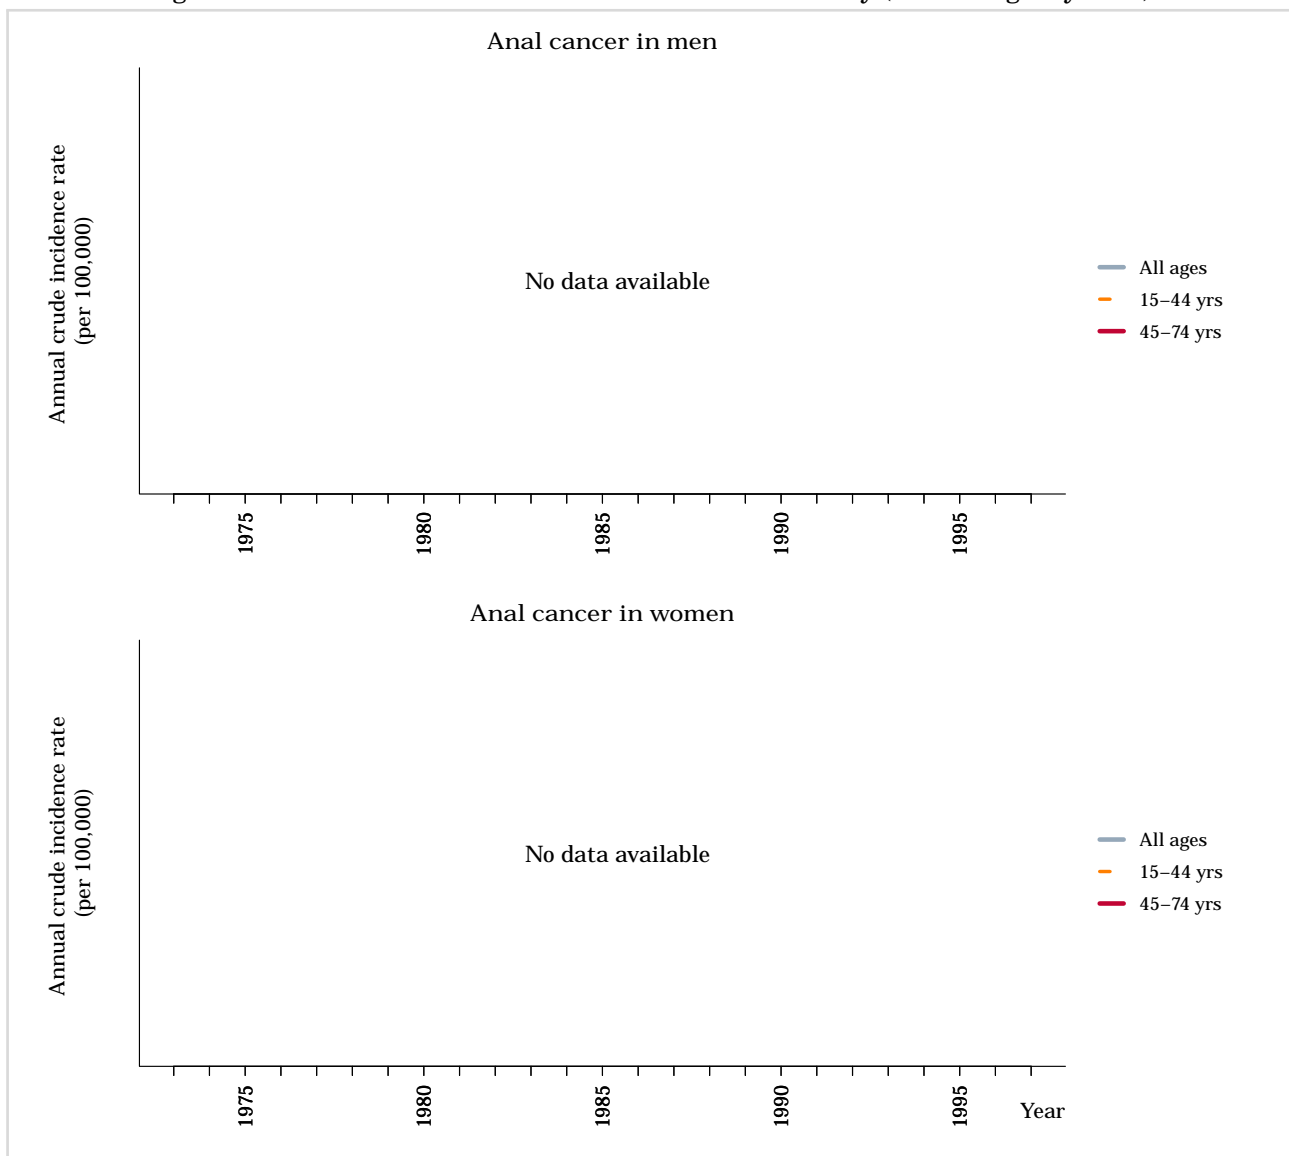 Anal cancer in men
Annual crude incidence rate
(per 100,000)
No data available
All ages
15–44 yrs
45–74 yrs
1975
1980
1985
1990
1995
Anal cancer in women
Annual crude incidence rate
(per 100,000)
No data available
All ages
15–44 yrs
45–74 yrs
1975
1980
1985
1990
1995
Year